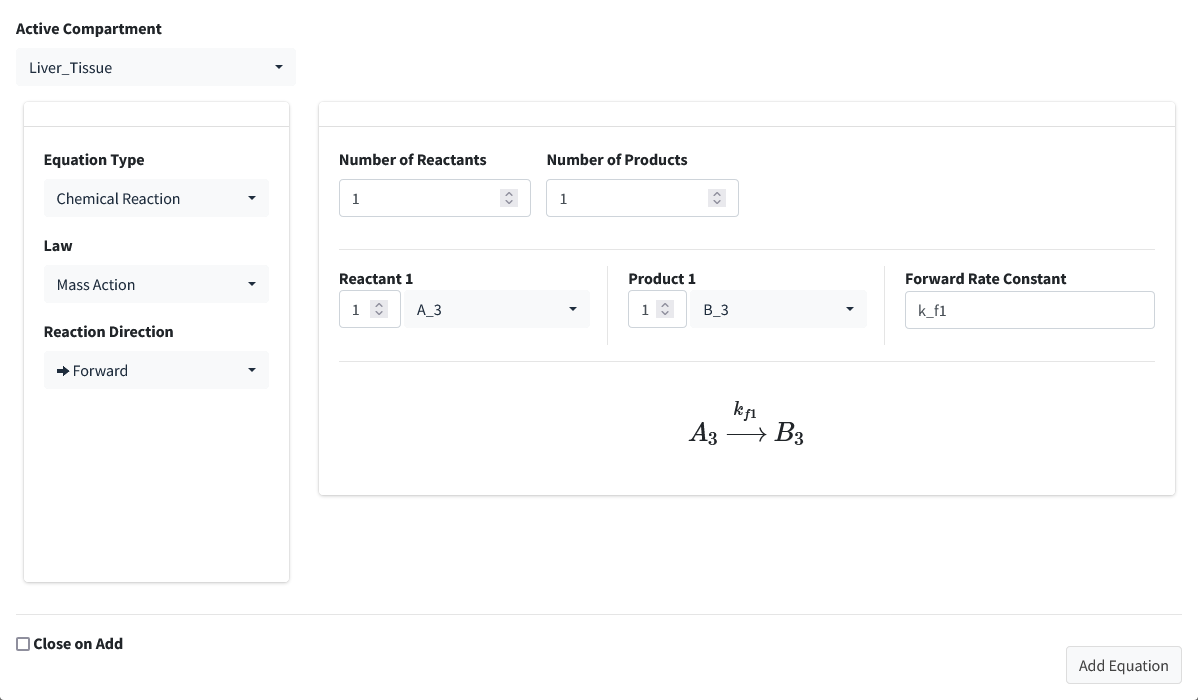 Active Compartment
Liver_Tissue
Equation Type
Chemical Reaction
Law
Mass Action
Reaction Direction
➡ Forward
Number of Reactants Number of Products
1 1
Reactant 1 Product 1 Forward Rate Constant
1 A_3 1 B_3 k_f1
k_{f1}
A_3 ⟶ B_3
Close on Add
Add Equation